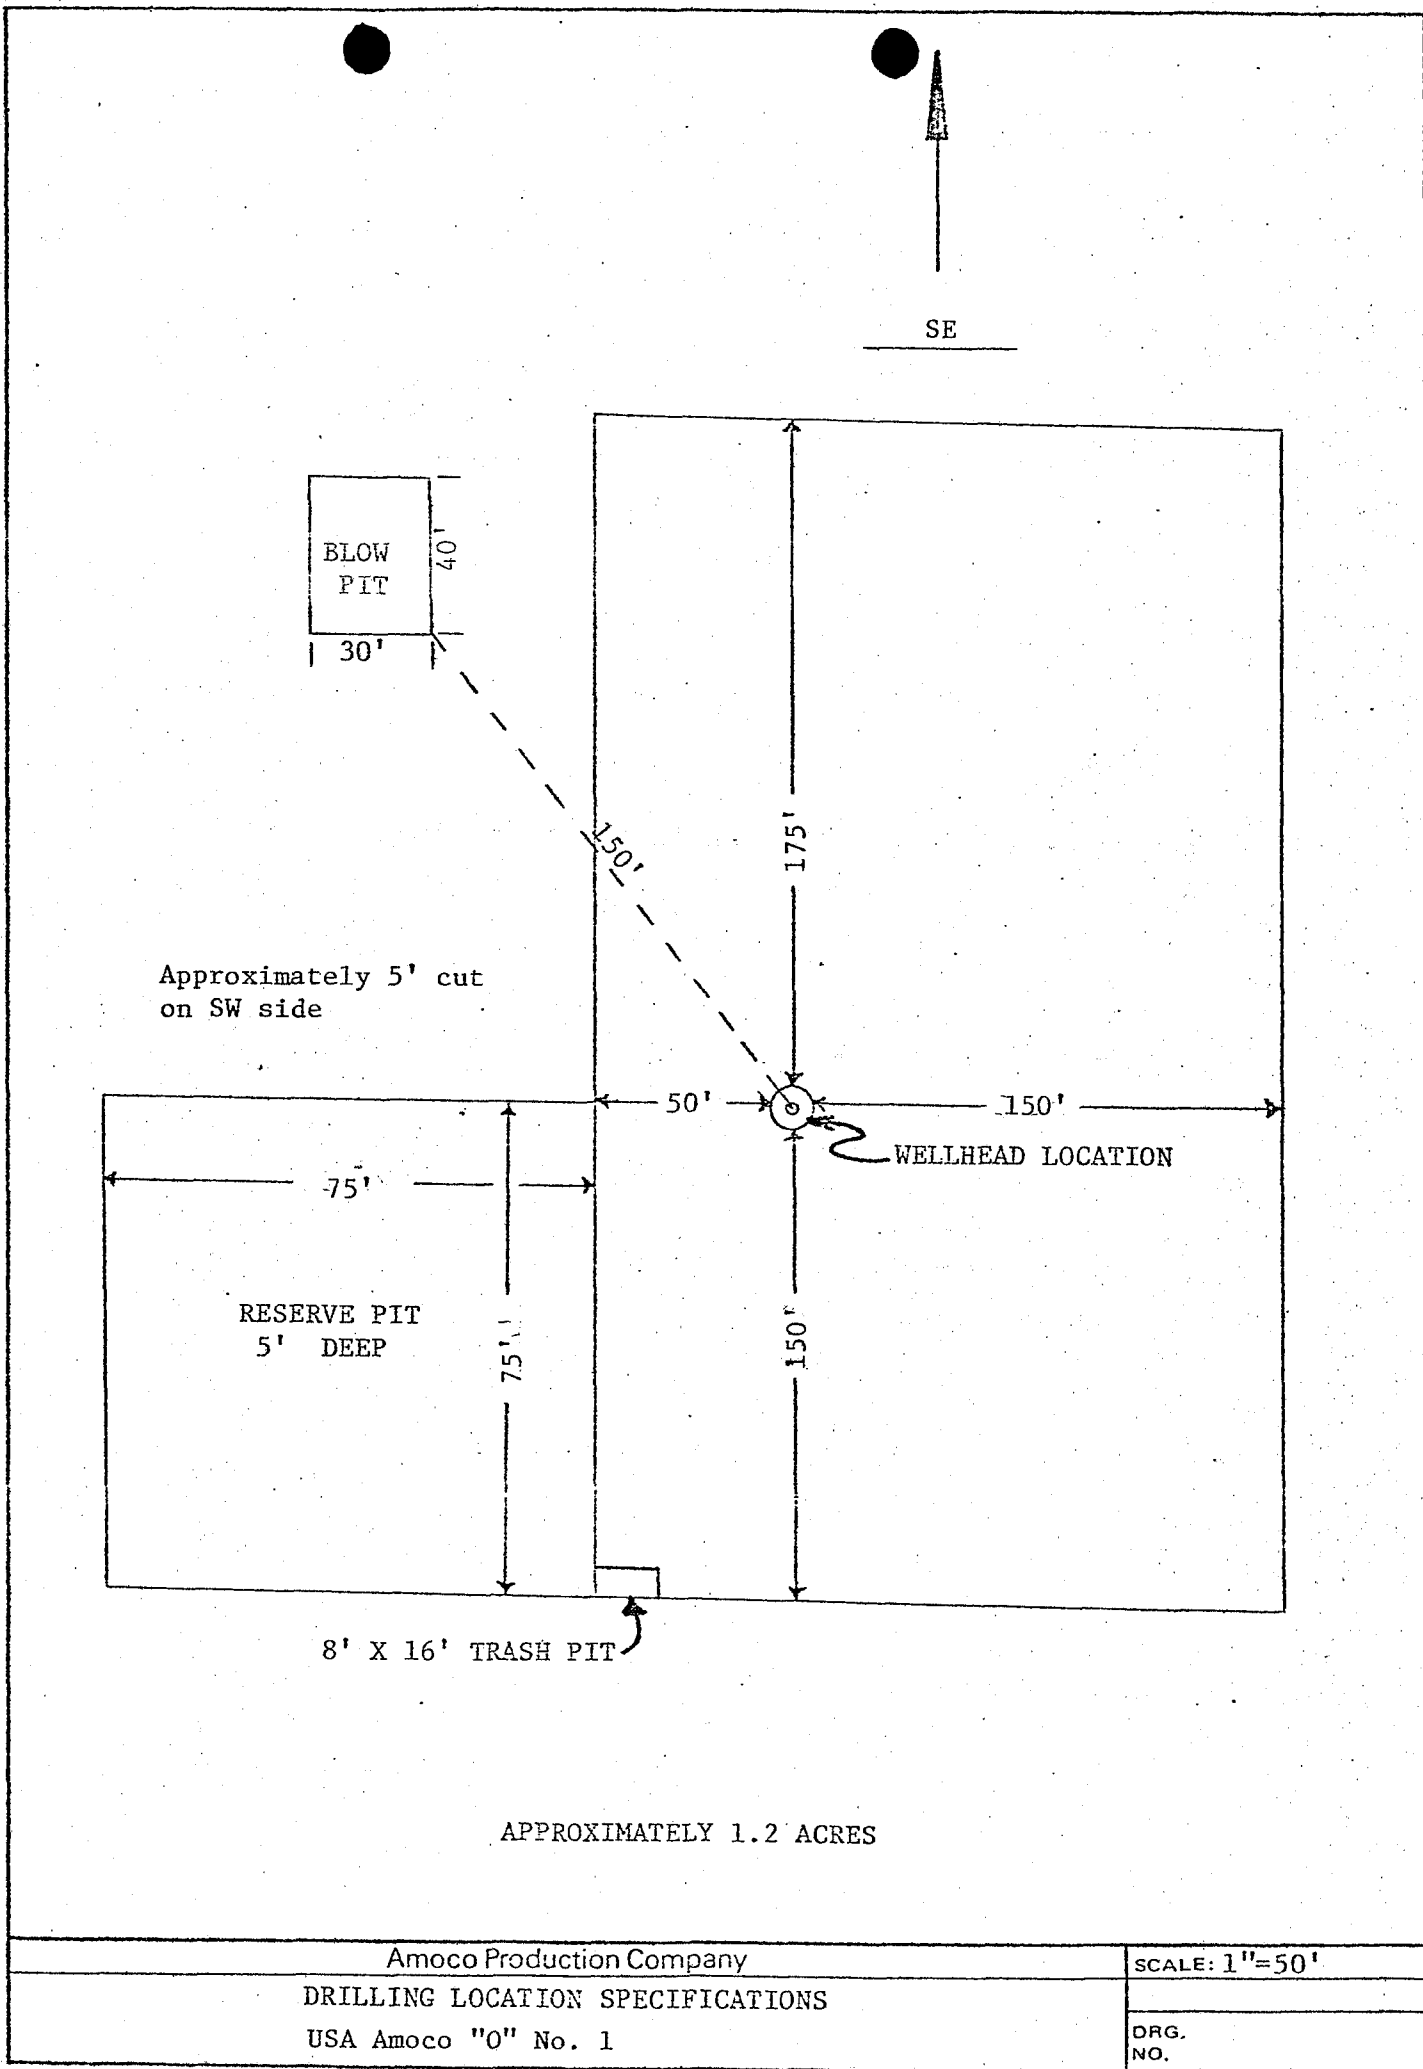 SE
BLOW
PIT
40'
30'
150'
175'
Approximately 5' cut
on SW side
50'
150'
WELLHEAD LOCATION
75'
RESERVE PIT
5' DEEP
75'
150'
8' X 16' TRASH PIT
APPROXIMATELY 1.2 ACRES
Amoco Production Company
SCALE: 1"=50'
DRILLING LOCATION SPECIFICATIONS
USA Amoco "O" No. 1
DRG.
NO.